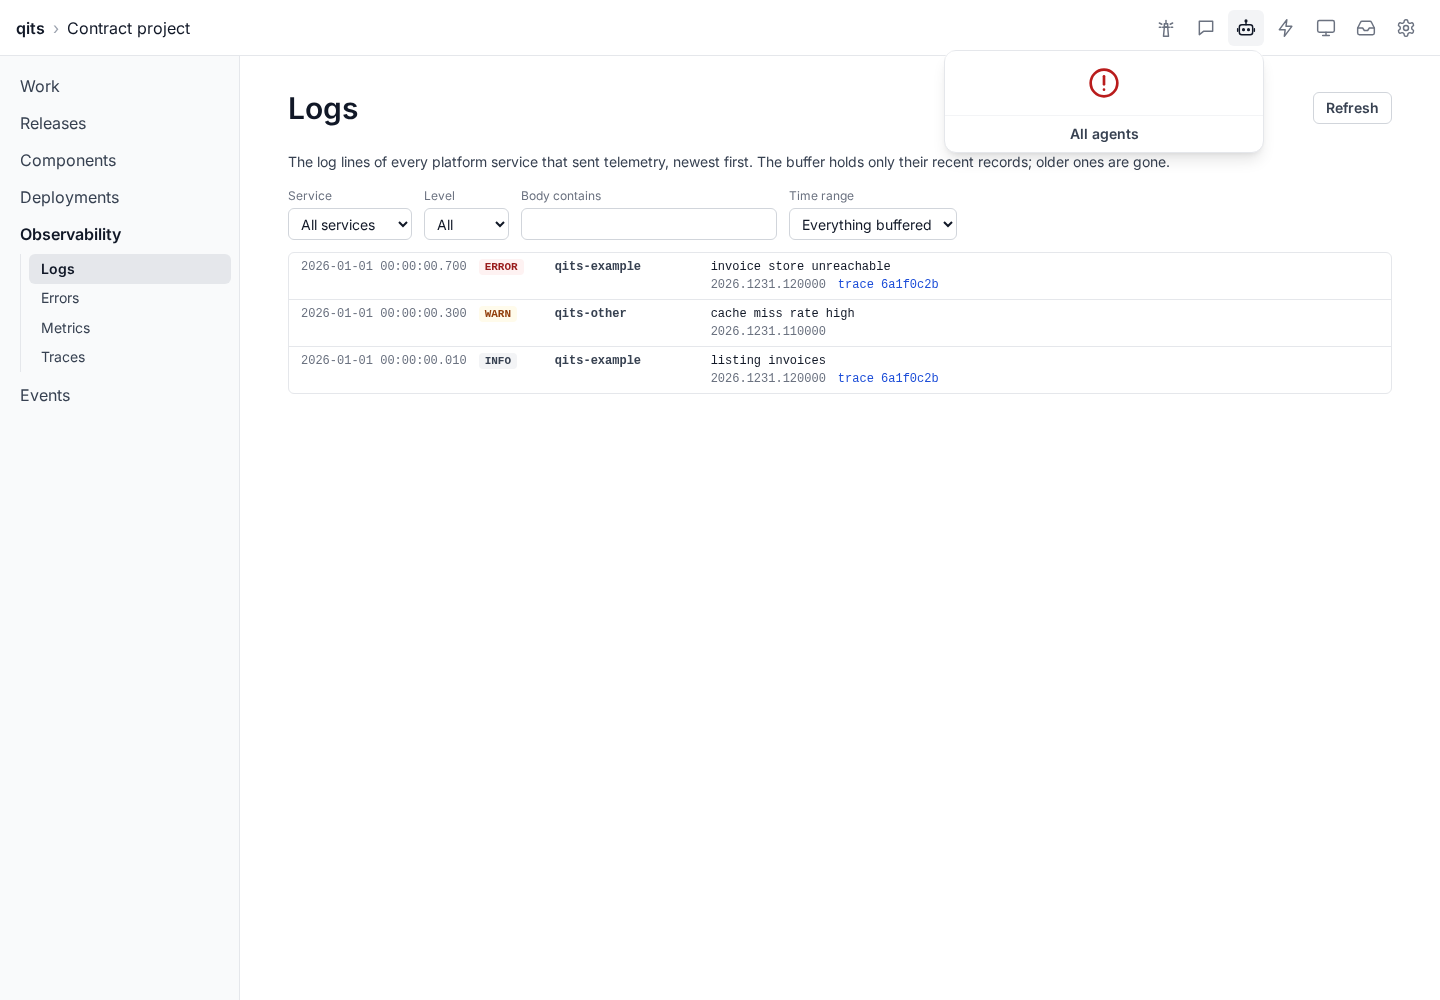 qits › Contract project
All agents
Work
Releases
Components
Deployments
Observability
Logs
Errors
Metrics
Traces
Events
Logs
Refresh
The log lines of every platform service that sent telemetry, newest first. The buffer holds only their recent records; older ones are gone.
Service Level Body contains Time range
All services All Everything buffered
2026-01-01 00:00:00.700 ERROR qits-example invoice store unreachable
2026.1231.120000 trace 6a1f0c2b
2026-01-01 00:00:00.300 WARN qits-other cache miss rate high
2026.1231.110000
2026-01-01 00:00:00.010 INFO qits-example listing invoices
2026.1231.120000 trace 6a1f0c2b